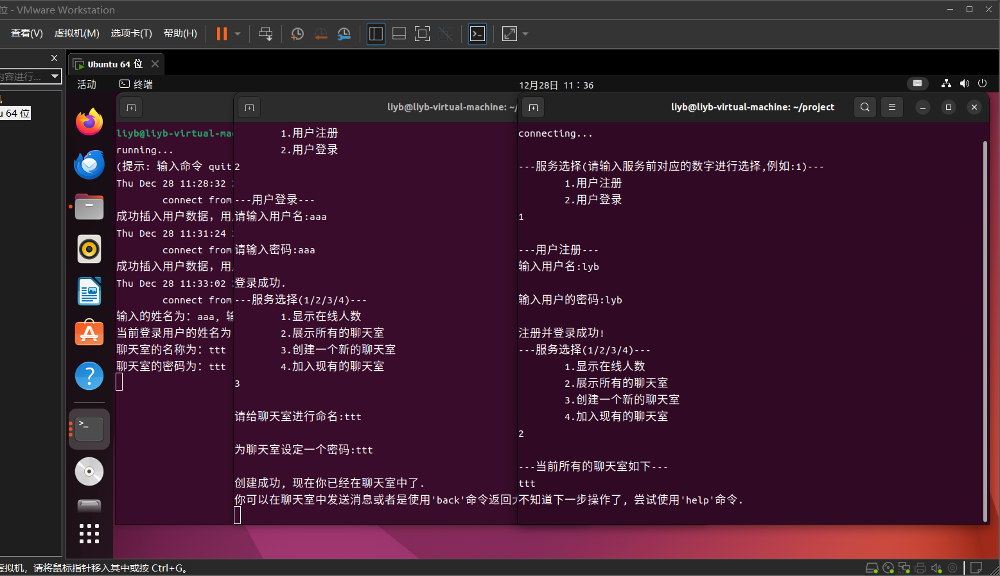 位 - VMware Workstation
查看(V) 虚拟机(M) 选项卡(T) 帮助(H)
内容进行...
u 64 位
Ubuntu 64 位
活动 终端 12月28日 11：36
liyb@liyb-virtual-mac
running...
(提示: 输入命令 quit
Thu Dec 28 11:28:32
connect from
成功插入用户数据, 用
Thu Dec 28 11:31:24
connect from
成功插入用户数据, 用
Thu Dec 28 11:33:02
connect from
输入的姓名为: aaa, 输
当前登录用户的姓名为
聊天室的名称为: ttt
聊天室的密码为: ttt
liyb@liyb-virtual-machine: ~/
1.用户注册
2.用户登录
2
---用户登录---
请输入用户名:aaa
请输入密码:aaa
登录成功.
---服务选择(1/2/3/4)---
1.显示在线人数
2.展示所有的聊天室
3.创建一个新的聊天室
4.加入现有的聊天室
3
请给聊天室进行命名:ttt
为聊天室设定一个密码:ttt
创建成功, 现在你已经在聊天室中了.
你可以在聊天室中发送消息或者是使用'back'命令返回
liyb@liyb-virtual-machine: ~/project
connecting...
---服务选择(请输入服务前对应的数字进行选择,例如:1)---
1.用户注册
2.用户登录
1
---用户注册---
输入用户名:lyb
输入用户的密码:lyb
注册并登录成功!
---服务选择(1/2/3/4)---
1.显示在线人数
2.展示所有的聊天室
3.创建一个新的聊天室
4.加入现有的聊天室
2
---当前所有的聊天室如下---
ttt
不知道下一步操作了, 尝试使用'help'命令.
虚拟机，请将鼠标指针移入其中或按 Ctrl+G。